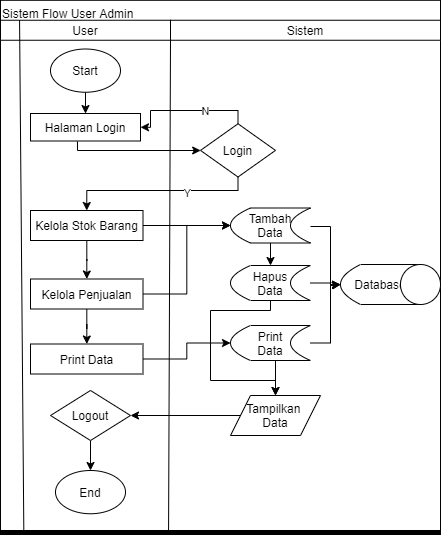 Sistem Flow User Admin
User
Sistem
Start
Halaman Login
N
Login
Y
Kelola Stok Barang
Tambah
Data
Hapus
Data
Databas
Kelola Penjualan
Print Data
Print
Data
Logout
Tampilkan
Data
End